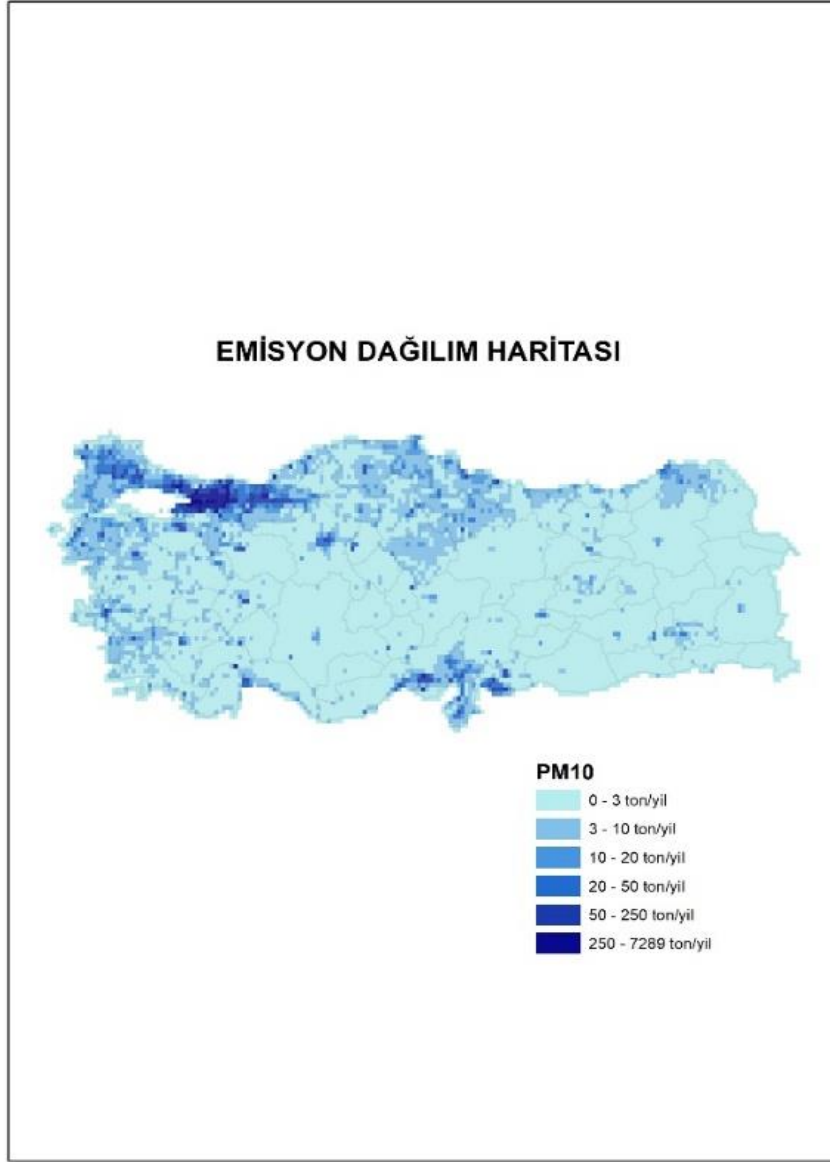 EMİSYON DAĞILIM HARİTASI
PM10
0 - 3 ton/yil
3 - 10 ton/yil
10 - 20 ton/yil
20 - 50 ton/yil
50 - 250 ton/yil
250 - 7289 ton/yil